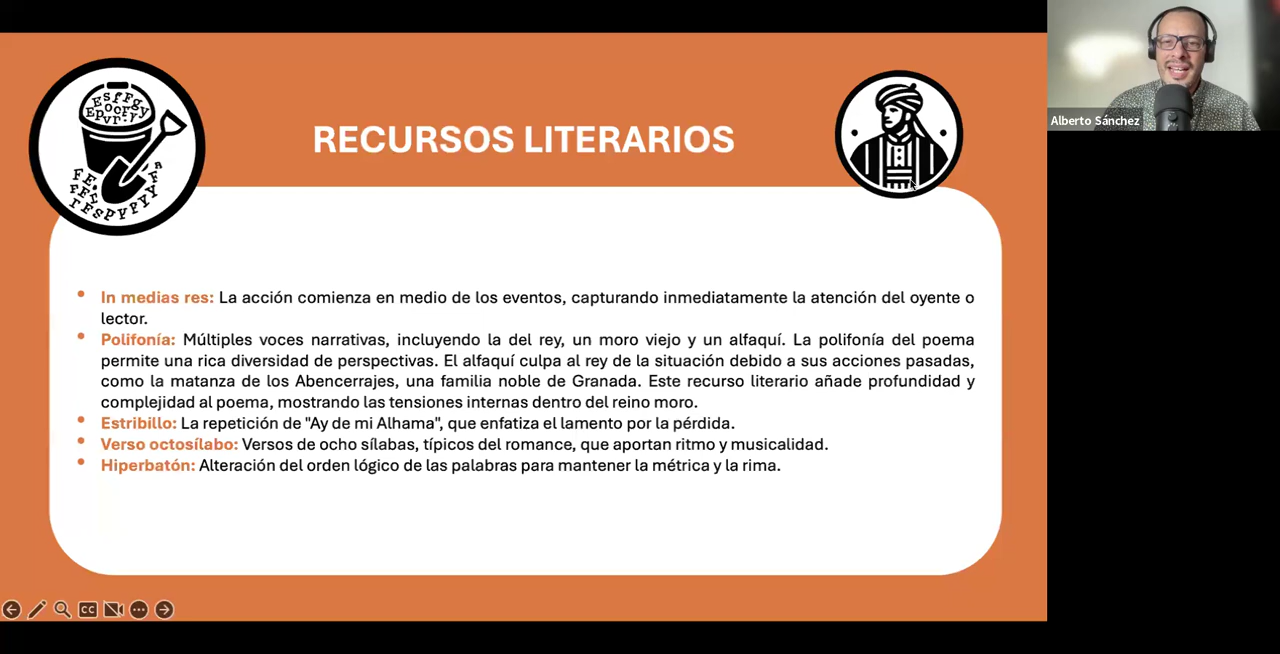 Alberto Sánchez
RECURSOS LITERARIOS
• In medias res: La acción comienza en medio de los eventos, capturando inmediatamente la atención del oyente o
lector.
• Polifonía: Múltiples voces narrativas, incluyendo la del rey, un moro viejo y un alfaquí. La polifonía del poema
permite una rica diversidad de perspectivas. El alfaquí culpa al rey de la situación debido a sus acciones pasadas,
como la matanza de los Abencerrajes, una familia noble de Granada. Este recurso literario añade profundidad y
complejidad al poema, mostrando las tensiones internas dentro del reino moro.
• Estribillo: La repetición de "Ay de mi Alhama", que enfatiza el lamento por la pérdida.
• Verso octosílabo: Versos de ocho sílabas, típicos del romance, que aportan ritmo y musicalidad.
• Hiperbatón: Alteración del orden lógico de las palabras para mantener la métrica y la rima.
CC